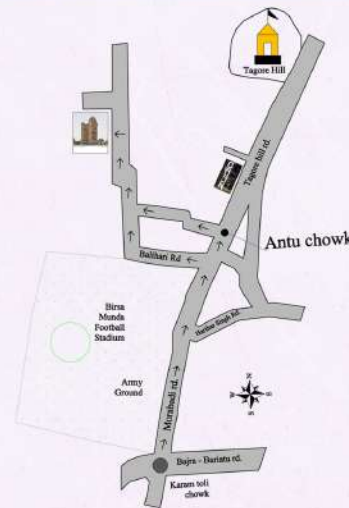 Tagore Hill
Tagore hill rd.
Antu chowk
Balihari Rd
Birsa
Munda
Football
Stadium
Harihar Singh Rd.
Army
Ground
Morabadi rd.
Bajra - Bariatu rd.
Karam toli
chowk